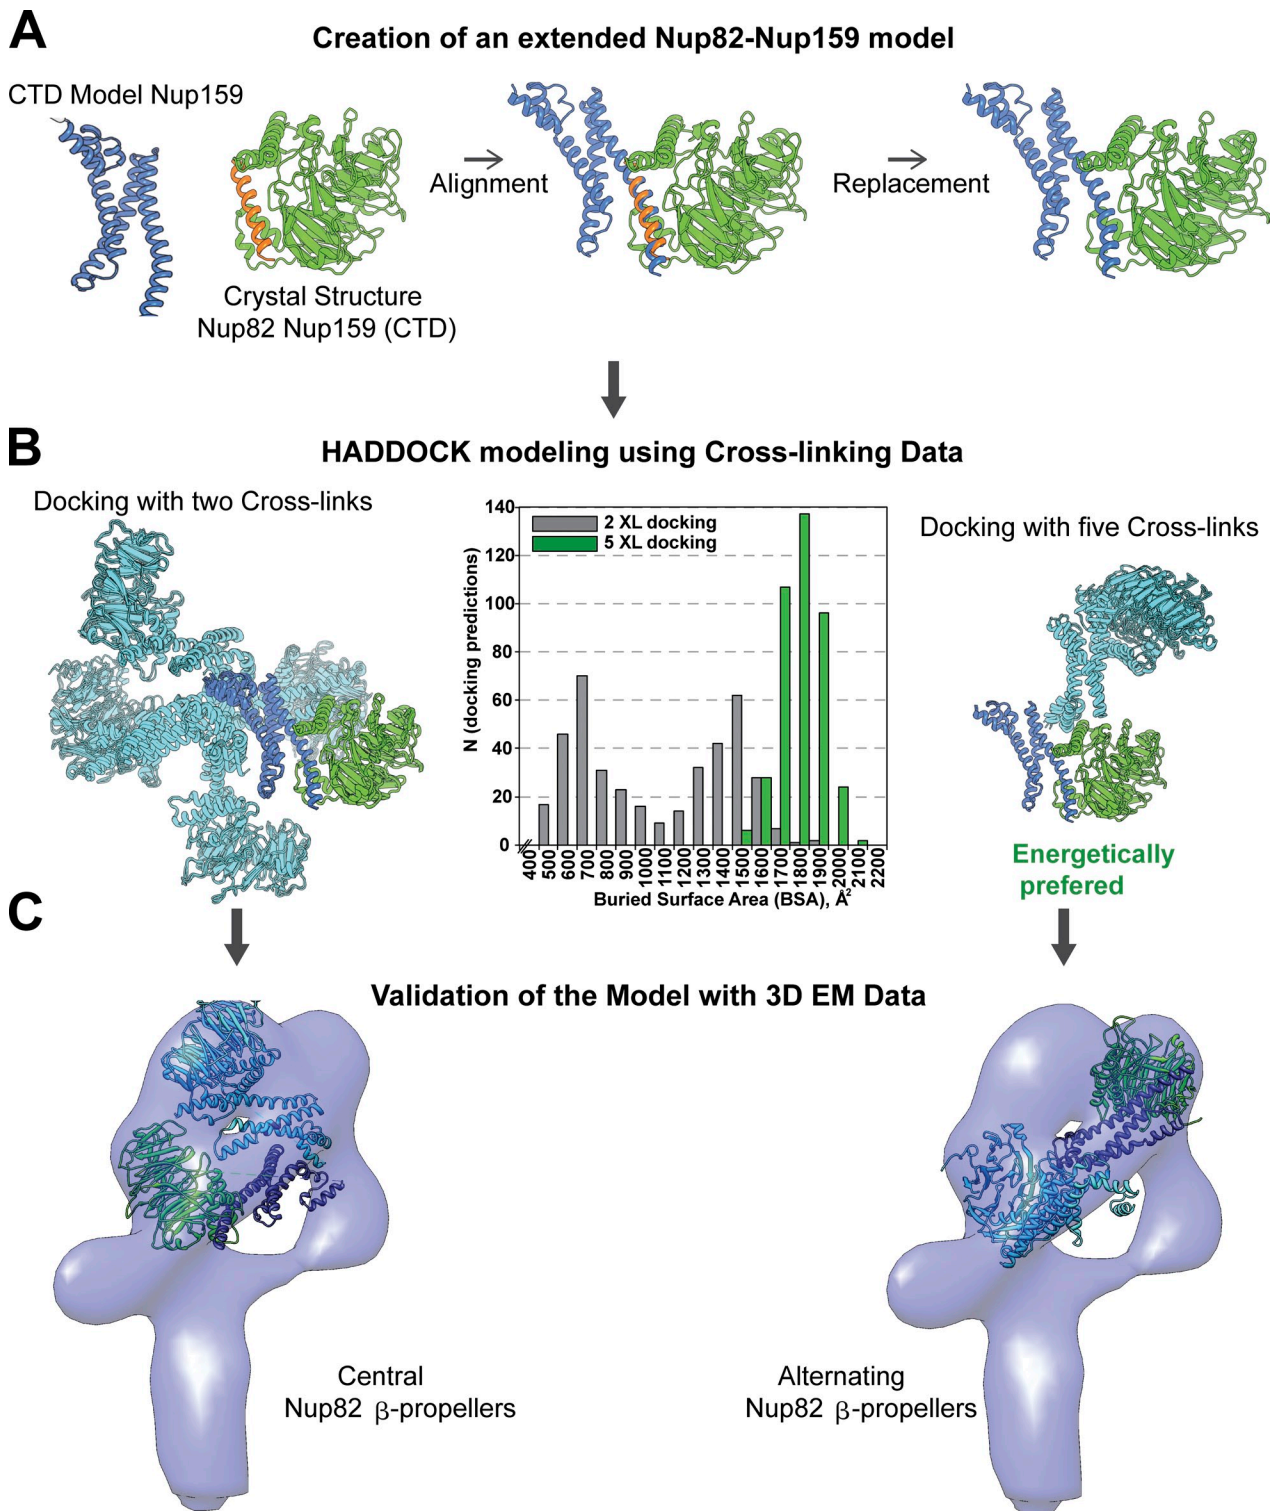 A
Creation of an extended Nup82-Nup159 model
CTD Model Nup159
Alignment
Replacement
Crystal Structure
Nup82 Nup159 (CTD)
B
HADDOCK modeling using Cross-linking Data
Docking with two Cross-links
Docking with five Cross-links
2 XL docking
5 XL docking
N (docking predictions)
140
120
100
80
60
40
20
0
400
500
600
700
800
900
1000
1100
1200
1300
1400
1500
1600
1700
1800
1900
2000
2100
2200
Buried Surface Area (BSA), Å2
Energetically
prefered
C
Validation of the Model with 3D EM Data
Central
Nup82 β-propellers
Alternating
Nup82 β-propellers